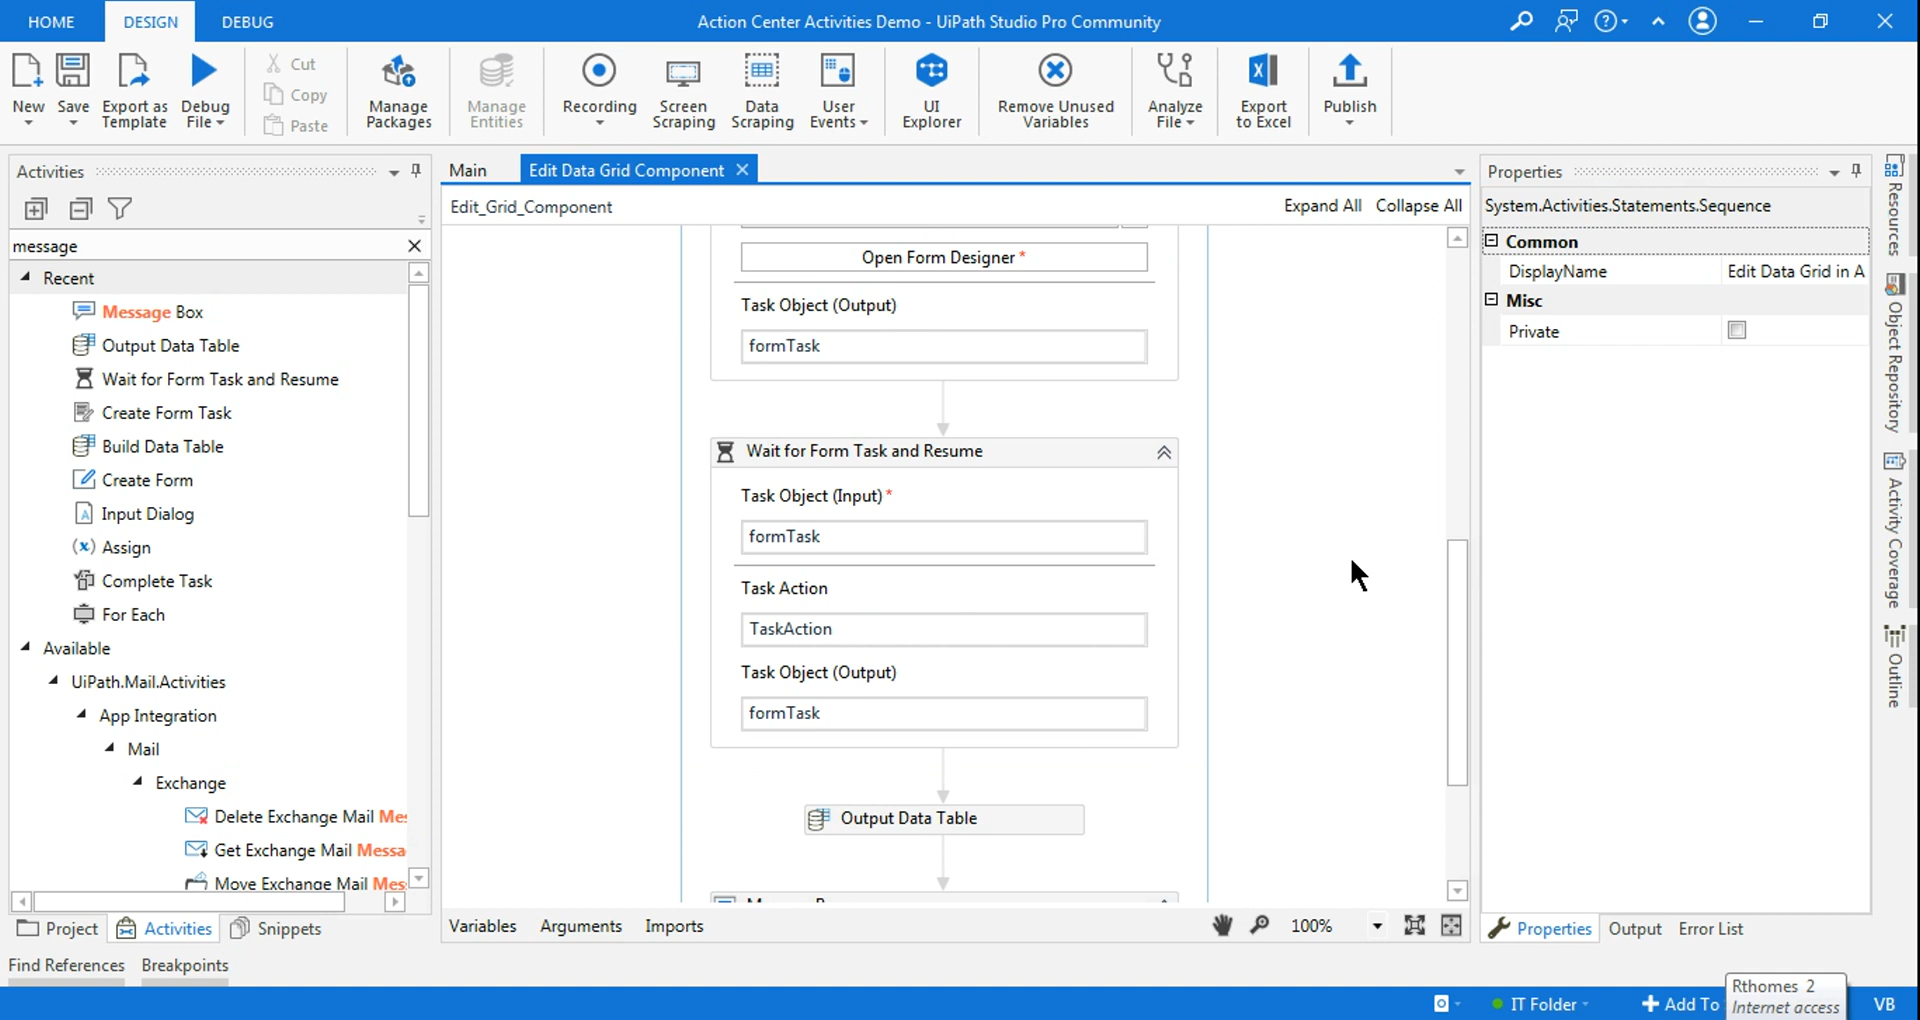 HOME DESIGN DEBUG Action Center Activities Demo - UiPath Studio Pro Community
New Save Export as Template Debug File Cut Copy Paste Manage Packages Manage Entities Recording Screen Scraping Data Scraping User Events UI Explorer Remove Unused Variables Analyze File Export to Excel Publish
Activities
message
Recent
Message Box
Output Data Table
Wait for Form Task and Resume
Create Form Task
Build Data Table
Create Form
Input Dialog
Assign
Complete Task
For Each
Available
UiPath.Mail.Activities
App Integration
Mail
Exchange
Delete Exchange Mail Mes
Get Exchange Mail Messa
Move Exchange Mail Mes
Project Activities Snippets
Find References Breakpoints
Main Edit Data Grid Component
Edit_Grid_Component Expand All Collapse All
Open Form Designer *
Task Object (Output)
formTask
Wait for Form Task and Resume
Task Object (Input) *
formTask
Task Action
TaskAction
Task Object (Output)
formTask
Output Data Table
Variables Arguments Imports 100%
Properties
System.Activities.Statements.Sequence
Common
DisplayName Edit Data Grid in A
Misc
Private
Properties Output Error List
Resources
Object Repository
Activity Coverage
Outline
IT Folder Add To VB
Rthomes 2
Internet access